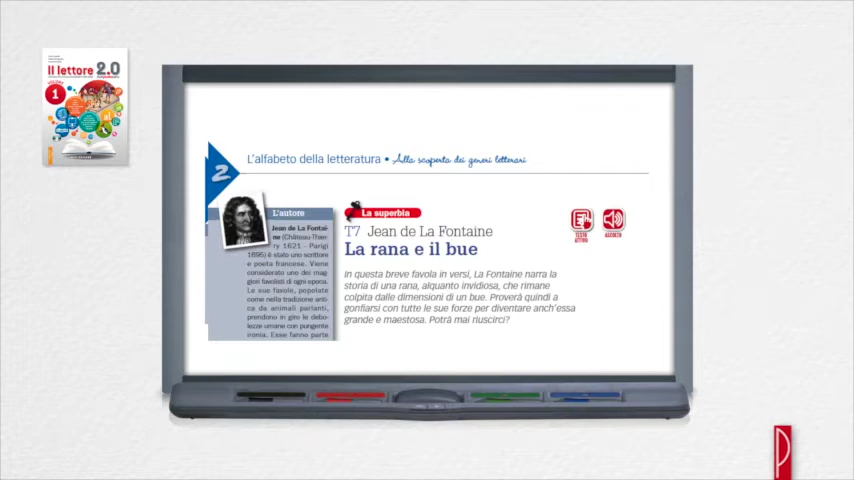 Il lettore 2.0
1
2
L'alfabeto della letteratura • Alla scoperta dei generi letterari
L'autore
Jean de La Fontai-
ne (Château-Thier-
ry 1621 - Parigi
1695) è stato uno scrittore
e poeta francese. Viene
considerato uno dei mag-
giori favolisti di ogni epoca.
Le sue favole, popolate
come nella tradizione anti-
ca da animali parlanti,
prendono in giro le debo-
lezze umane con pungente
ironia. Esse fanno parte
La superbia
T7 Jean de La Fontaine
La rana e il bue
In questa breve favola in versi, La Fontaine narra la
storia di una rana, alquanto invidiosa, che rimane
colpita dalle dimensioni di un bue. Proverà quindi a
gonfiarsi con tutte le sue forze per diventare anch'essa
grande e maestosa. Potrà mai riuscirci?
TESTO
ATTIVO
ASCOLTO
P